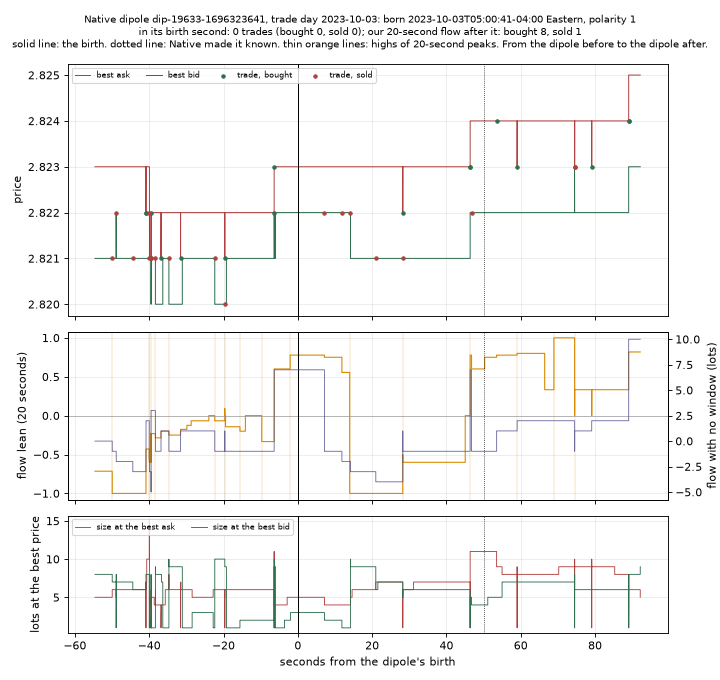 Native dipole dip-19633-1696323641, trade day 2023-10-03: born 2023-10-03T05:00:41-04:00 Eastern, polarity 1
in its birth second: 0 trades (bought 0, sold 0); our 20-second flow after it: bought 8, sold 1
solid line: the birth. dotted line: Native made it known. thin orange lines: highs of 20-second peaks. From the dipole before to the dipole after.
best ask
best bid
trade, bought
trade, sold
2.825
2.824
2.823
2.822
2.821
2.820
price
1.0
0.5
0.0
−0.5
−1.0
flow lean (20 seconds)
10.0
7.5
5.0
2.5
0.0
−2.5
−5.0
flow with no window (lots)
size at the best ask
size at the best bid
15
10
5
lots at the best price
−60
−40
−20
0
20
40
60
80
seconds from the dipole's birth